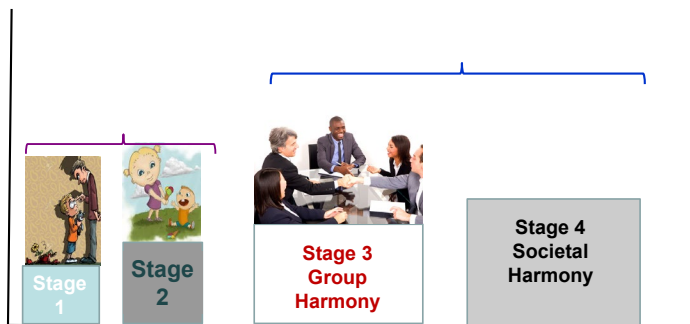 Stage
1
Stage
2
Stage 3
Group
Harmony
Stage 4
Societal
Harmony